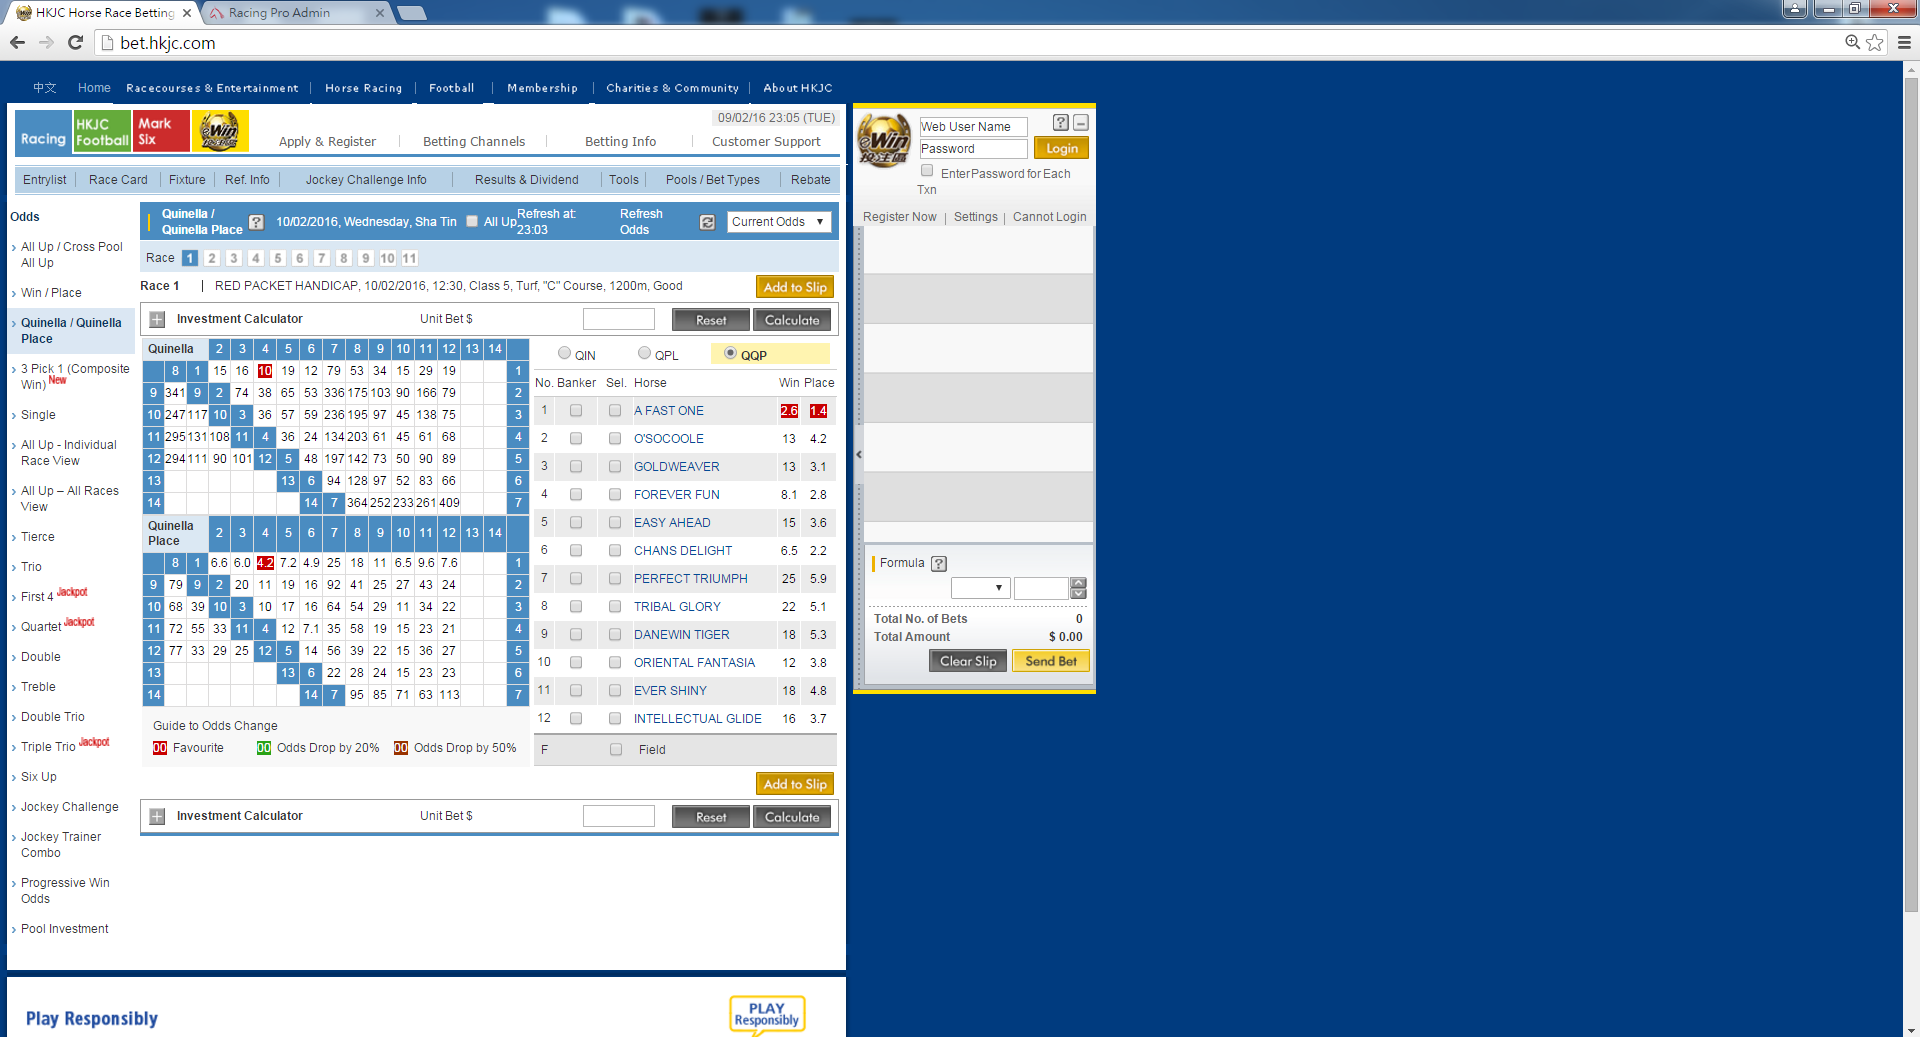 HKJC Horse Race Betting
Racing Pro Admin
bet.hkjc.com
中文 Home Racecourses & Entertainment Horse Racing Football Membership Charities & Community About HKJC
Racing
HKJC Football
Mark Six
eWin 投注區
09/02/16 23:05 (TUE)
Apply & Register Betting Channels Betting Info Customer Support
Entrylist Race Card Fixture Ref. Info Jockey Challenge Info Results & Dividend Tools Pools / Bet Types Rebate
Odds
All Up / Cross Pool
All Up
Win / Place
Quinella / Quinella
Place
3 Pick 1 (Composite
Win) New
Single
All Up - Individual
Race View
All Up – All Races
View
Tierce
Trio
First 4 Jackpot
Quartet Jackpot
Double
Treble
Double Trio
Triple Trio Jackpot
Six Up
Jockey Challenge
Jockey Trainer
Combo
Progressive Win
Odds
Pool Investment
Quinella /
Quinella Place ? 10/02/2016, Wednesday, Sha Tin All Up Refresh at:
23:03
Refresh
Odds
Current Odds
Race 1 2 3 4 5 6 7 8 9 10 11
Race 1 RED PACKET HANDICAP, 10/02/2016, 12:30, Class 5, Turf, "C" Course, 1200m, Good Add to Slip
Investment Calculator Unit Bet $ Reset Calculate
Quinella 2 3 4 5 6 7 8 9 10 11 12 13 14
8 1 15 16 10 19 12 79 53 34 15 29 19 1
9 341 9 2 74 38 65 53 336 175 103 90 166 79 2
10 247 117 10 3 36 57 59 236 195 97 45 138 75 3
11 295 131 108 11 4 36 24 134 203 61 45 61 68 4
12 294 111 90 101 12 5 48 197 142 73 50 90 89 5
13 13 6 94 128 97 52 83 66 6
14 14 7 364 252 233 261 409 7
Quinella
Place 2 3 4 5 6 7 8 9 10 11 12 13 14
8 1 6.6 6.0 4.2 7.2 4.9 25 18 11 6.5 9.6 7.6 1
9 79 9 2 20 11 19 16 92 41 25 27 43 24 2
10 68 39 10 3 10 17 16 64 54 29 11 34 22 3
11 72 55 33 11 4 12 7.1 35 58 19 15 23 21 4
12 77 33 29 25 12 5 14 56 39 22 15 36 27 5
13 13 6 22 28 24 15 23 23 6
14 14 7 95 85 71 63 113 7
Guide to Odds Change
00 Favourite 00 Odds Drop by 20% 00 Odds Drop by 50%
QIN QPL QQP
No. Banker Sel. Horse Win Place
1 A FAST ONE 2.6 1.4
2 O'SOCOOLE 13 4.2
3 GOLDWEAVER 13 3.1
4 FOREVER FUN 8.1 2.8
5 EASY AHEAD 15 3.6
6 CHANS DELIGHT 6.5 2.2
7 PERFECT TRIUMPH 25 5.9
8 TRIBAL GLORY 22 5.1
9 DANEWIN TIGER 18 5.3
10 ORIENTAL FANTASIA 12 3.8
11 EVER SHINY 18 4.8
12 INTELLECTUAL GLIDE 16 3.7
F Field
Add to Slip
Investment Calculator Unit Bet $ Reset Calculate
Play Responsibly
PLAY
Responsibly
eWin 投注區
Web User Name ?
Password Login
Enter Password for Each
Txn
Register Now Settings Cannot Login
Formula ?
Total No. of Bets 0
Total Amount $ 0.00
Clear Slip Send Bet